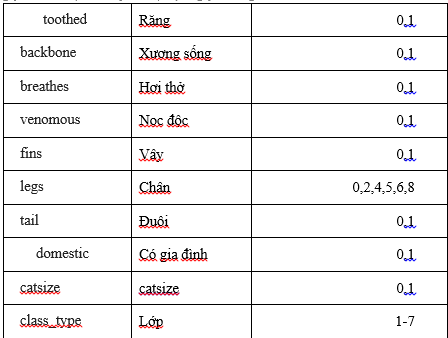 toothed Răng 0,1
backbone Xương sống 0,1
breathes Hơi thở 0,1
venomous Nọc độc 0,1
fins Vây 0,1
legs Chân 0,2,4,5,6,8
tail Đuôi 0,1
domestic Có gia đình 0,1
catsize catsize 0,1
class_type Lớp 1-7